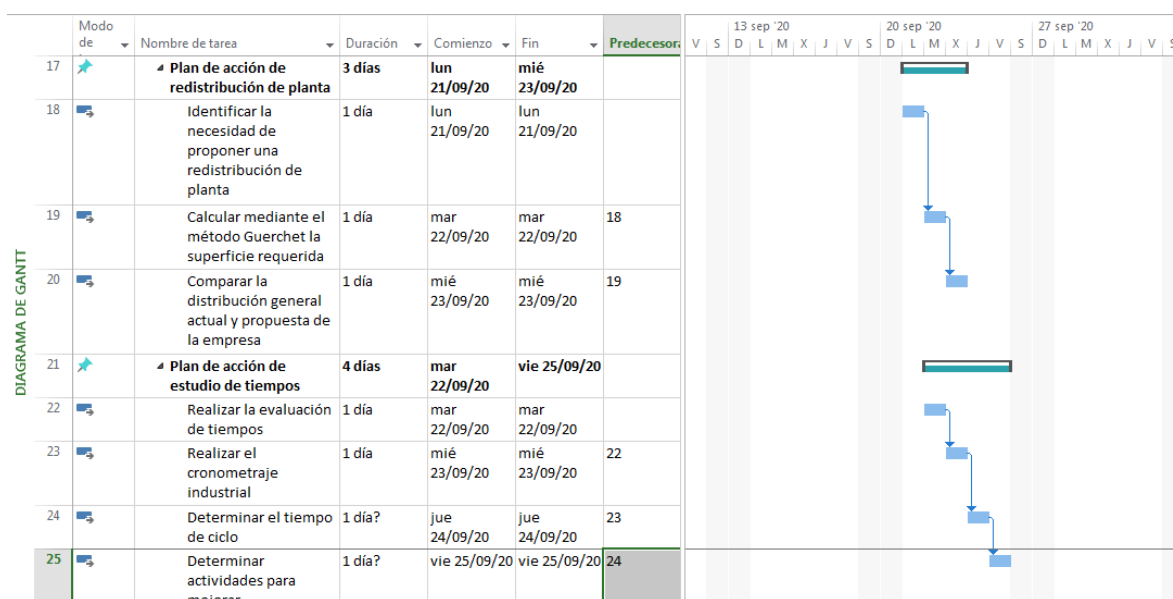 Modo
de
Nombre de tarea
Duración
Comienzo
Fin
Predecesora
13 sep '20
20 sep '20
27 sep '20
V S D L M X J V S D L M X J V S D L M X J V S
DIAGRAMA DE GANTT
17
Plan de acción de
redistribución de planta
3 días
lun
21/09/20
mié
23/09/20
18
Identificar la
necesidad de
proponer una
redistribución de
planta
1 día
lun
21/09/20
lun
21/09/20
19
Calcular mediante el
método Guerchet la
superficie requerida
1 día
mar
22/09/20
mar
22/09/20
18
20
Comparar la
distribución general
actual y propuesta de
la empresa
1 día
mié
23/09/20
mié
23/09/20
19
21
Plan de acción de
estudio de tiempos
4 días
mar
22/09/20
vie 25/09/20
22
Realizar la evaluación
de tiempos
1 día
mar
22/09/20
mar
22/09/20
23
Realizar el
cronometraje
industrial
1 día
mié
23/09/20
mié
23/09/20
22
24
Determinar el tiempo
de ciclo
1 día?
jue
24/09/20
jue
24/09/20
23
25
Determinar
actividades para
mejorar
1 día?
vie 25/09/20
vie 25/09/20
24